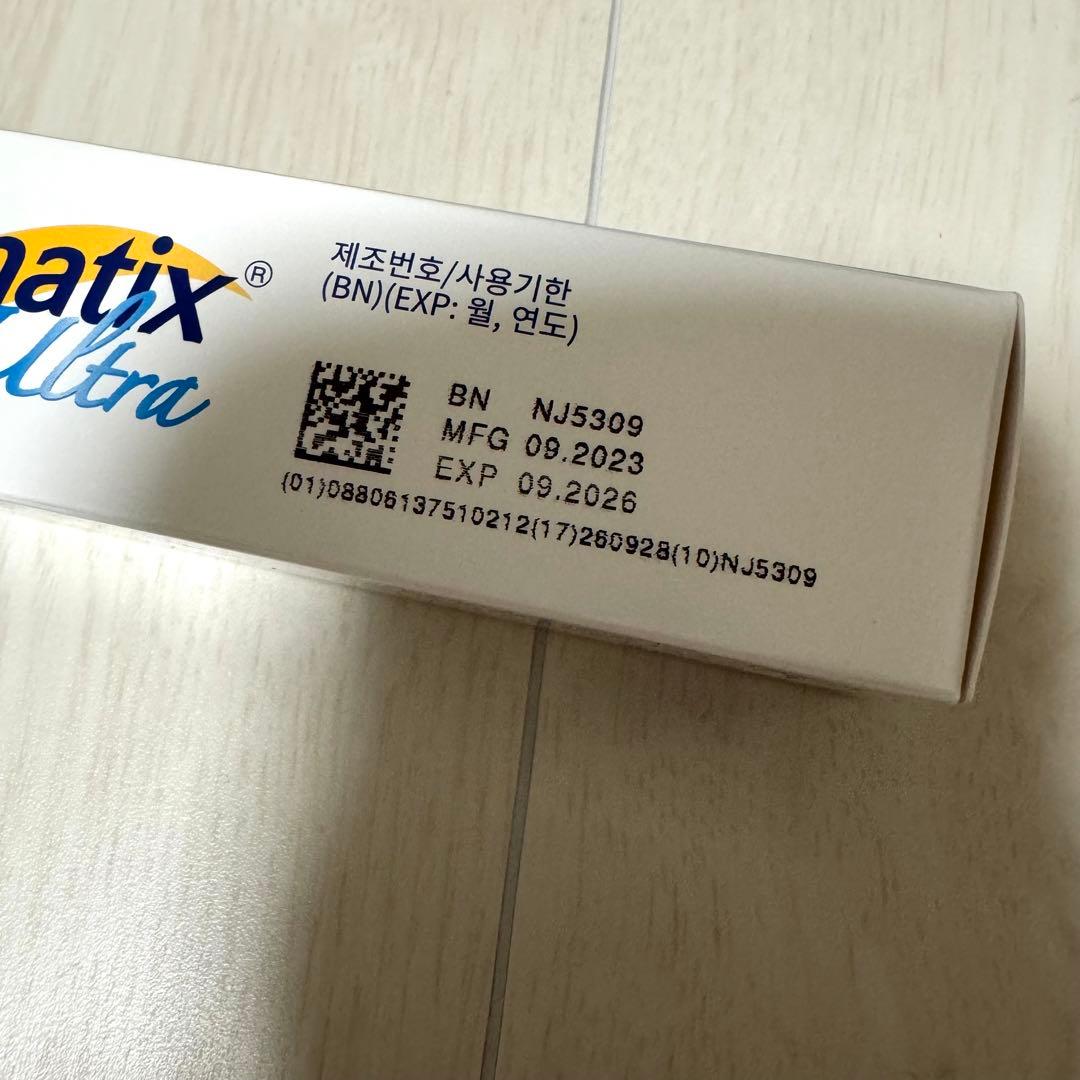 matix®
Ultra
제조번호/사용기한
(BN)(EXP: 월, 연도)
BN NJ5309
MFG 09.2023
EXP 09.2026
(01)08806137510212(17)260928(10)NJ5309